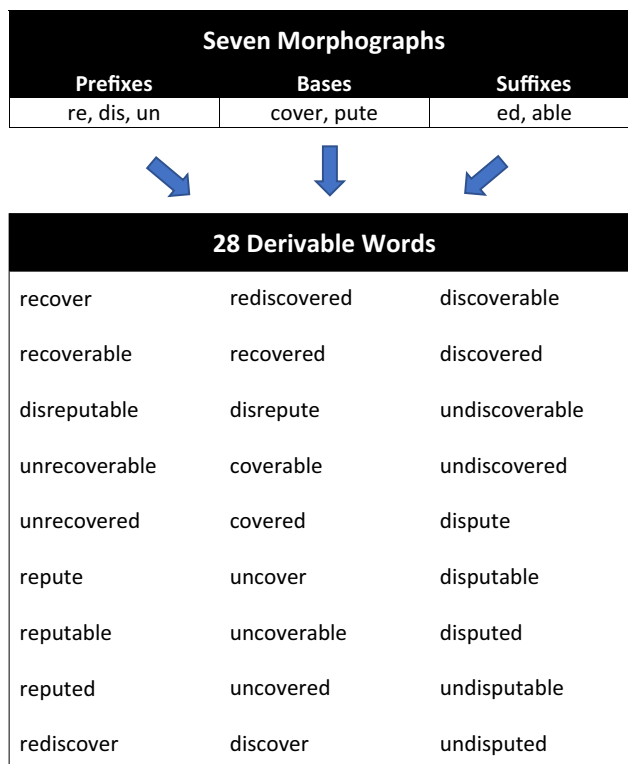 Seven Morphographs
Prefixes Bases Suffixes
re, dis, un cover, pute ed, able
28 Derivable Words
recover rediscovered discoverable
recoverable recovered discovered
disreputable disrepute undiscoverable
unrecoverable coverable undiscovered
unrecovered covered dispute
repute uncover disputable
reputable uncoverable disputed
reputed uncovered undisputable
rediscover discover undisputed